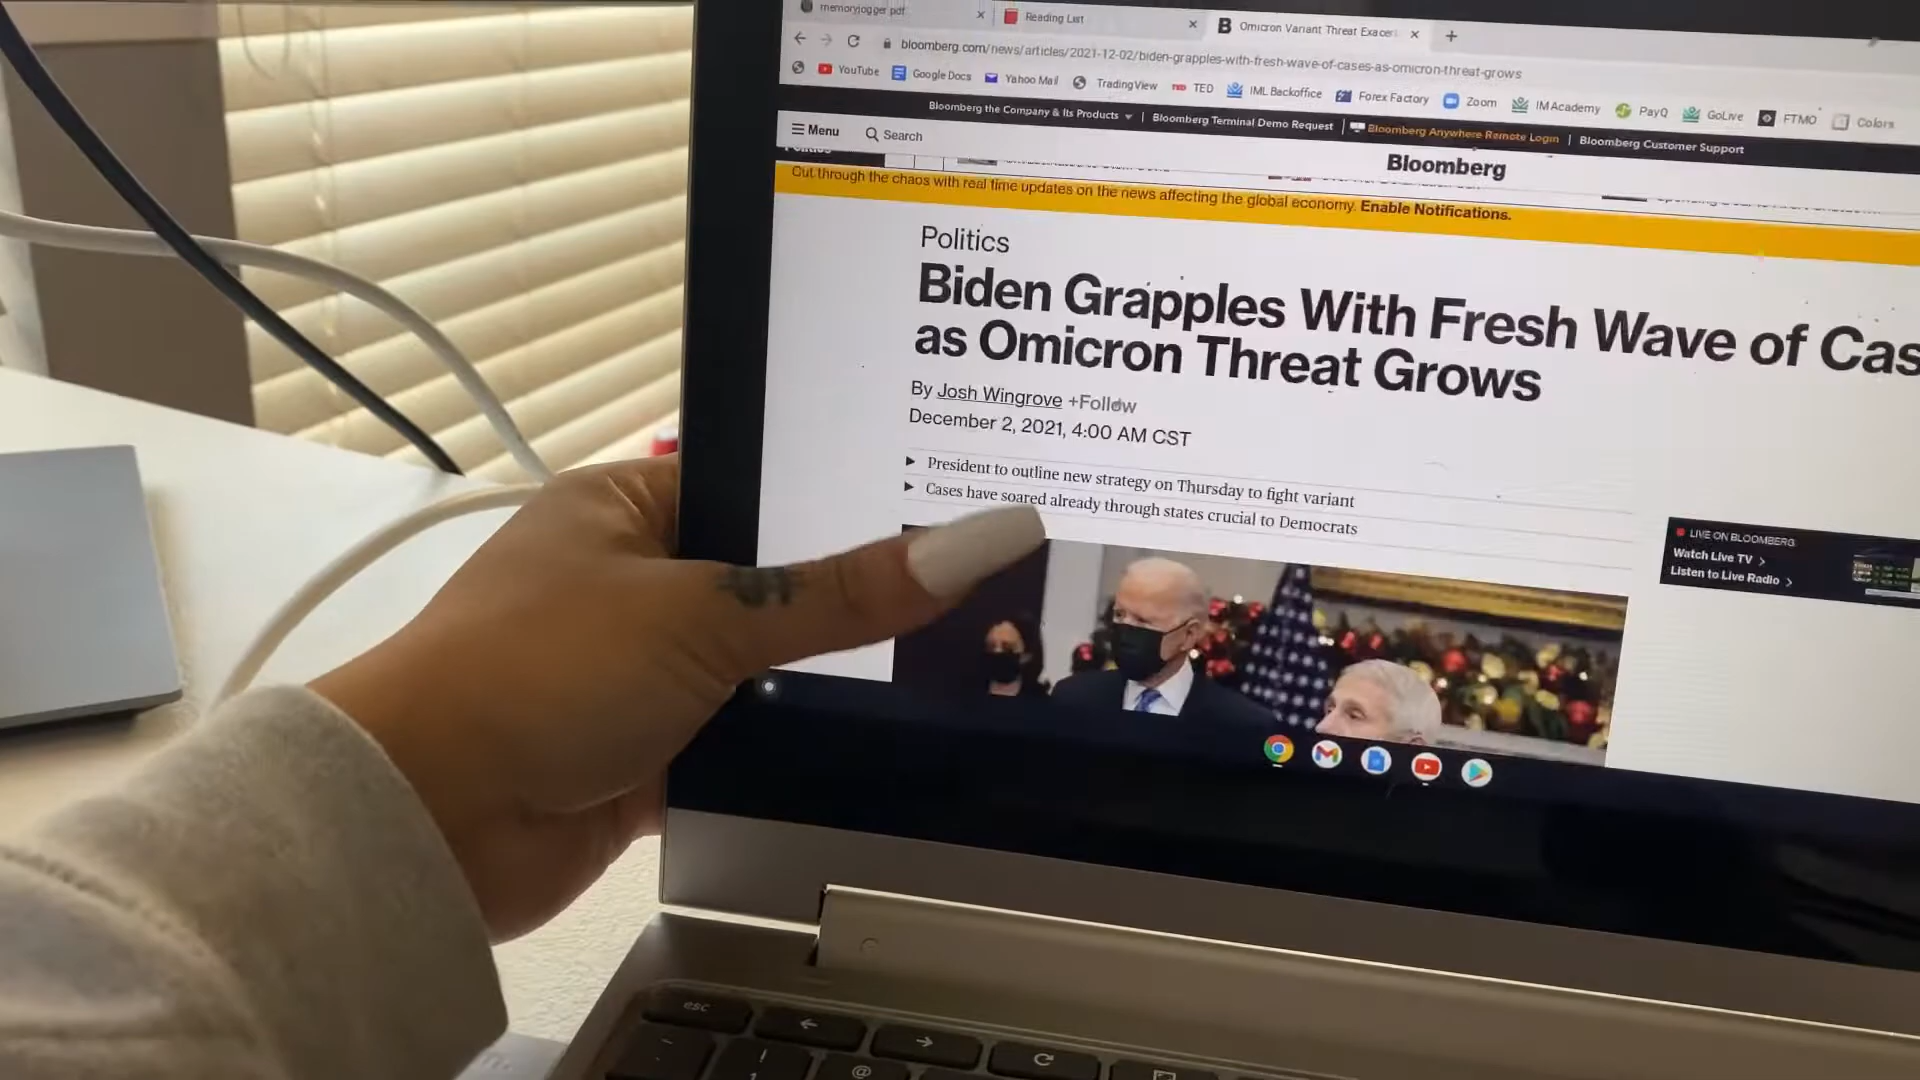 memoryjogger pdf
Reading List
Omicron Variant Threat Exacer
bloomberg.com/news/articles/2021-12-02/biden-grapples-with-fresh-wave-of-cases-as-omicron-threat-grows
YouTube Google Docs Yahoo Mail TradingView TED IML Backoffice Forex Factory Zoom IM Academy PayQ GoLive FTMO Colors
Bloomberg the Company & Its Products Bloomberg Terminal Demo Request Bloomberg Anywhere Remote Login Bloomberg Customer Support
Menu Search
Bloomberg
Cut through the chaos with real time updates on the news affecting the global economy. Enable Notifications.
Politics
Biden Grapples With Fresh Wave of Cas
as Omicron Threat Grows
By Josh Wingrove +Follow
December 2, 2021, 4:00 AM CST
President to outline new strategy on Thursday to fight variant
Cases have soared already through states crucial to Democrats
LIVE ON BLOOMBERG
Watch Live TV >
Listen to Live Radio >
esc
!
1
@